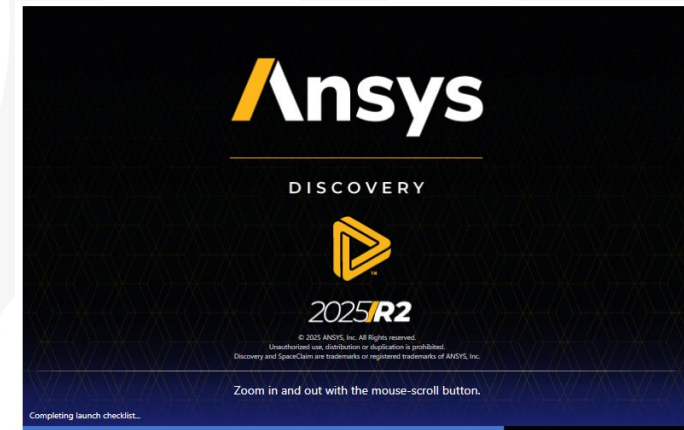 Ansys
DISCOVERY
TM
2025/R2
© 2025 ANSYS, Inc. All Rights reserved.
Unauthorized use, distribution or duplication is prohibited.
Discovery and SpaceClaim are trademarks or registered trademarks of ANSYS, Inc.
Zoom in and out with the mouse-scroll button.
Completing launch checklist...